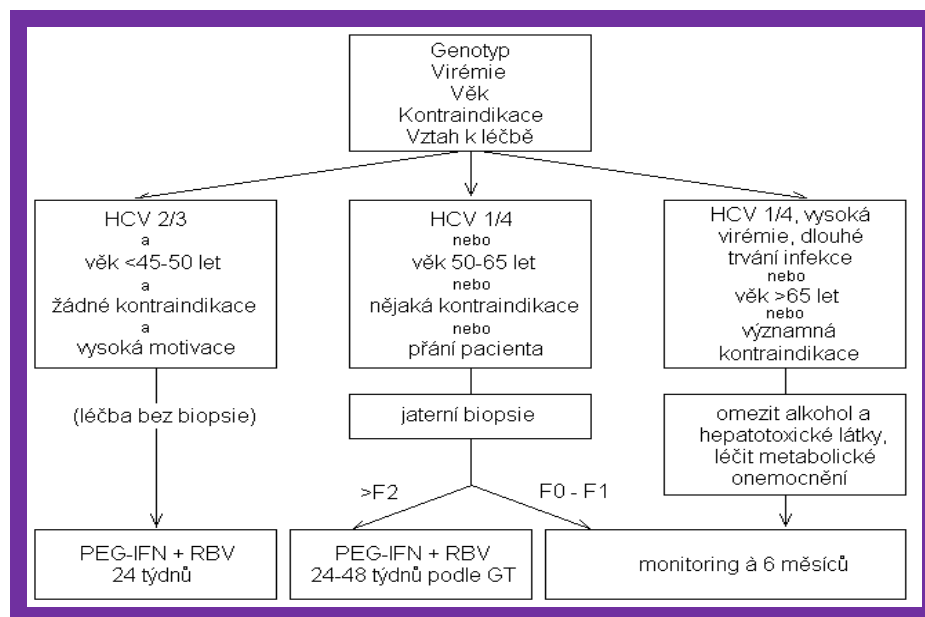 Genotyp
Virémie
Věk
Kontraindikace
Vztah k léčbě
HCV 2/3
a
věk <45-50 let
a
žádné kontraindikace
a
vysoká motivace
HCV 1/4
nebo
věk 50-65 let
nebo
nějaká kontraindikace
nebo
přání pacienta
HCV 1/4, vysoká
virémie, dlouhé
trvání infekce
nebo
věk >65 let
nebo
významná
kontraindikace
(léčba bez biopsie)
jaterní biopsie
omezit alkohol a
hepatotoxické látky,
léčit metabolické
onemocnění
>F2
F0 - F1
PEG-IFN + RBV
24 týdnů
PEG-IFN + RBV
24-48 týdnů podle GT
monitoring à 6 měsíců